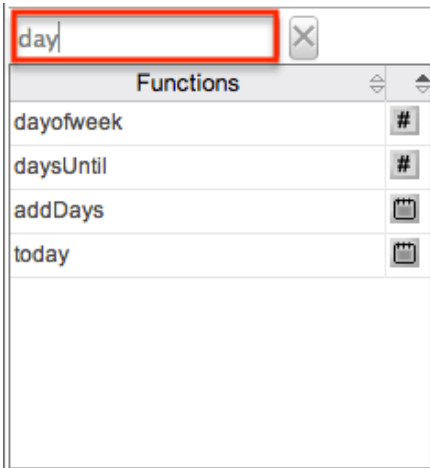 day
Functions
dayofweek #
daysUntil #
addDays
today